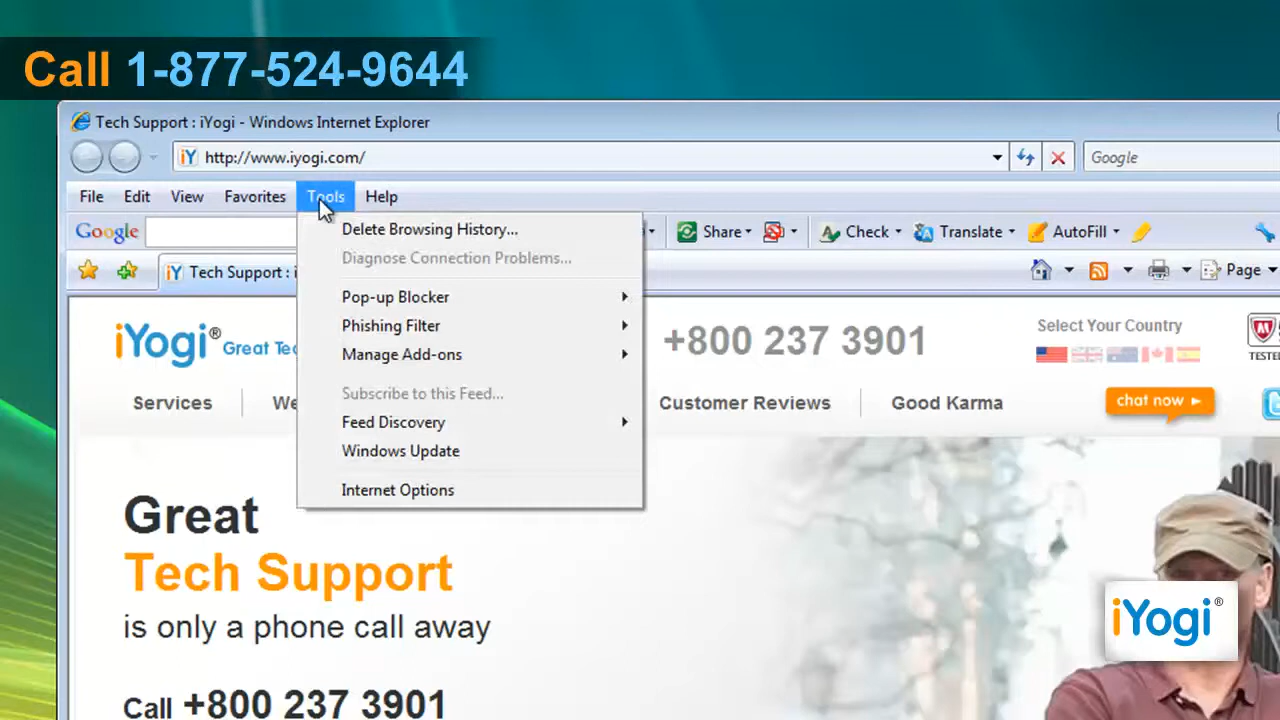 Call 1-877-524-9644
Tech Support : iYogi - Windows Internet Explorer
iY http://www.iyogi.com/
Google
File Edit View Favorites Tools Help
Google Share Check Translate AutoFill
iY Tech Support : i Page
Delete Browsing History...
Diagnose Connection Problems...
Pop-up Blocker
Phishing Filter
Manage Add-ons
Subscribe to this Feed...
Feed Discovery
Windows Update
Internet Options
iYogi® Great Te
+800 237 3901
Select Your Country
TESTE
Services We Customer Reviews Good Karma
chat now
Great
Tech Support
is only a phone call away
Call +800 237 3901
iYogi®